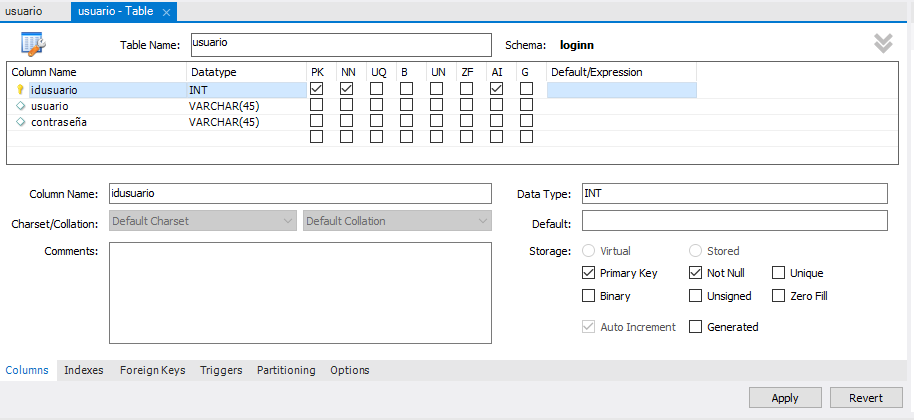 usuario
usuario - Table
Table Name: usuario Schema: loginn
Column Name Datatype PK NN UQ B UN ZF AI G Default/Expression
idusuario INT
usuario VARCHAR(45)
contraseña VARCHAR(45)
Column Name: idusuario Data Type: INT
Charset/Collation: Default Charset Default Collation Default:
Comments: Storage: Virtual Stored
Primary Key Not Null Unique
Binary Unsigned Zero Fill
Auto Increment Generated
Columns Indexes Foreign Keys Triggers Partitioning Options
Apply Revert